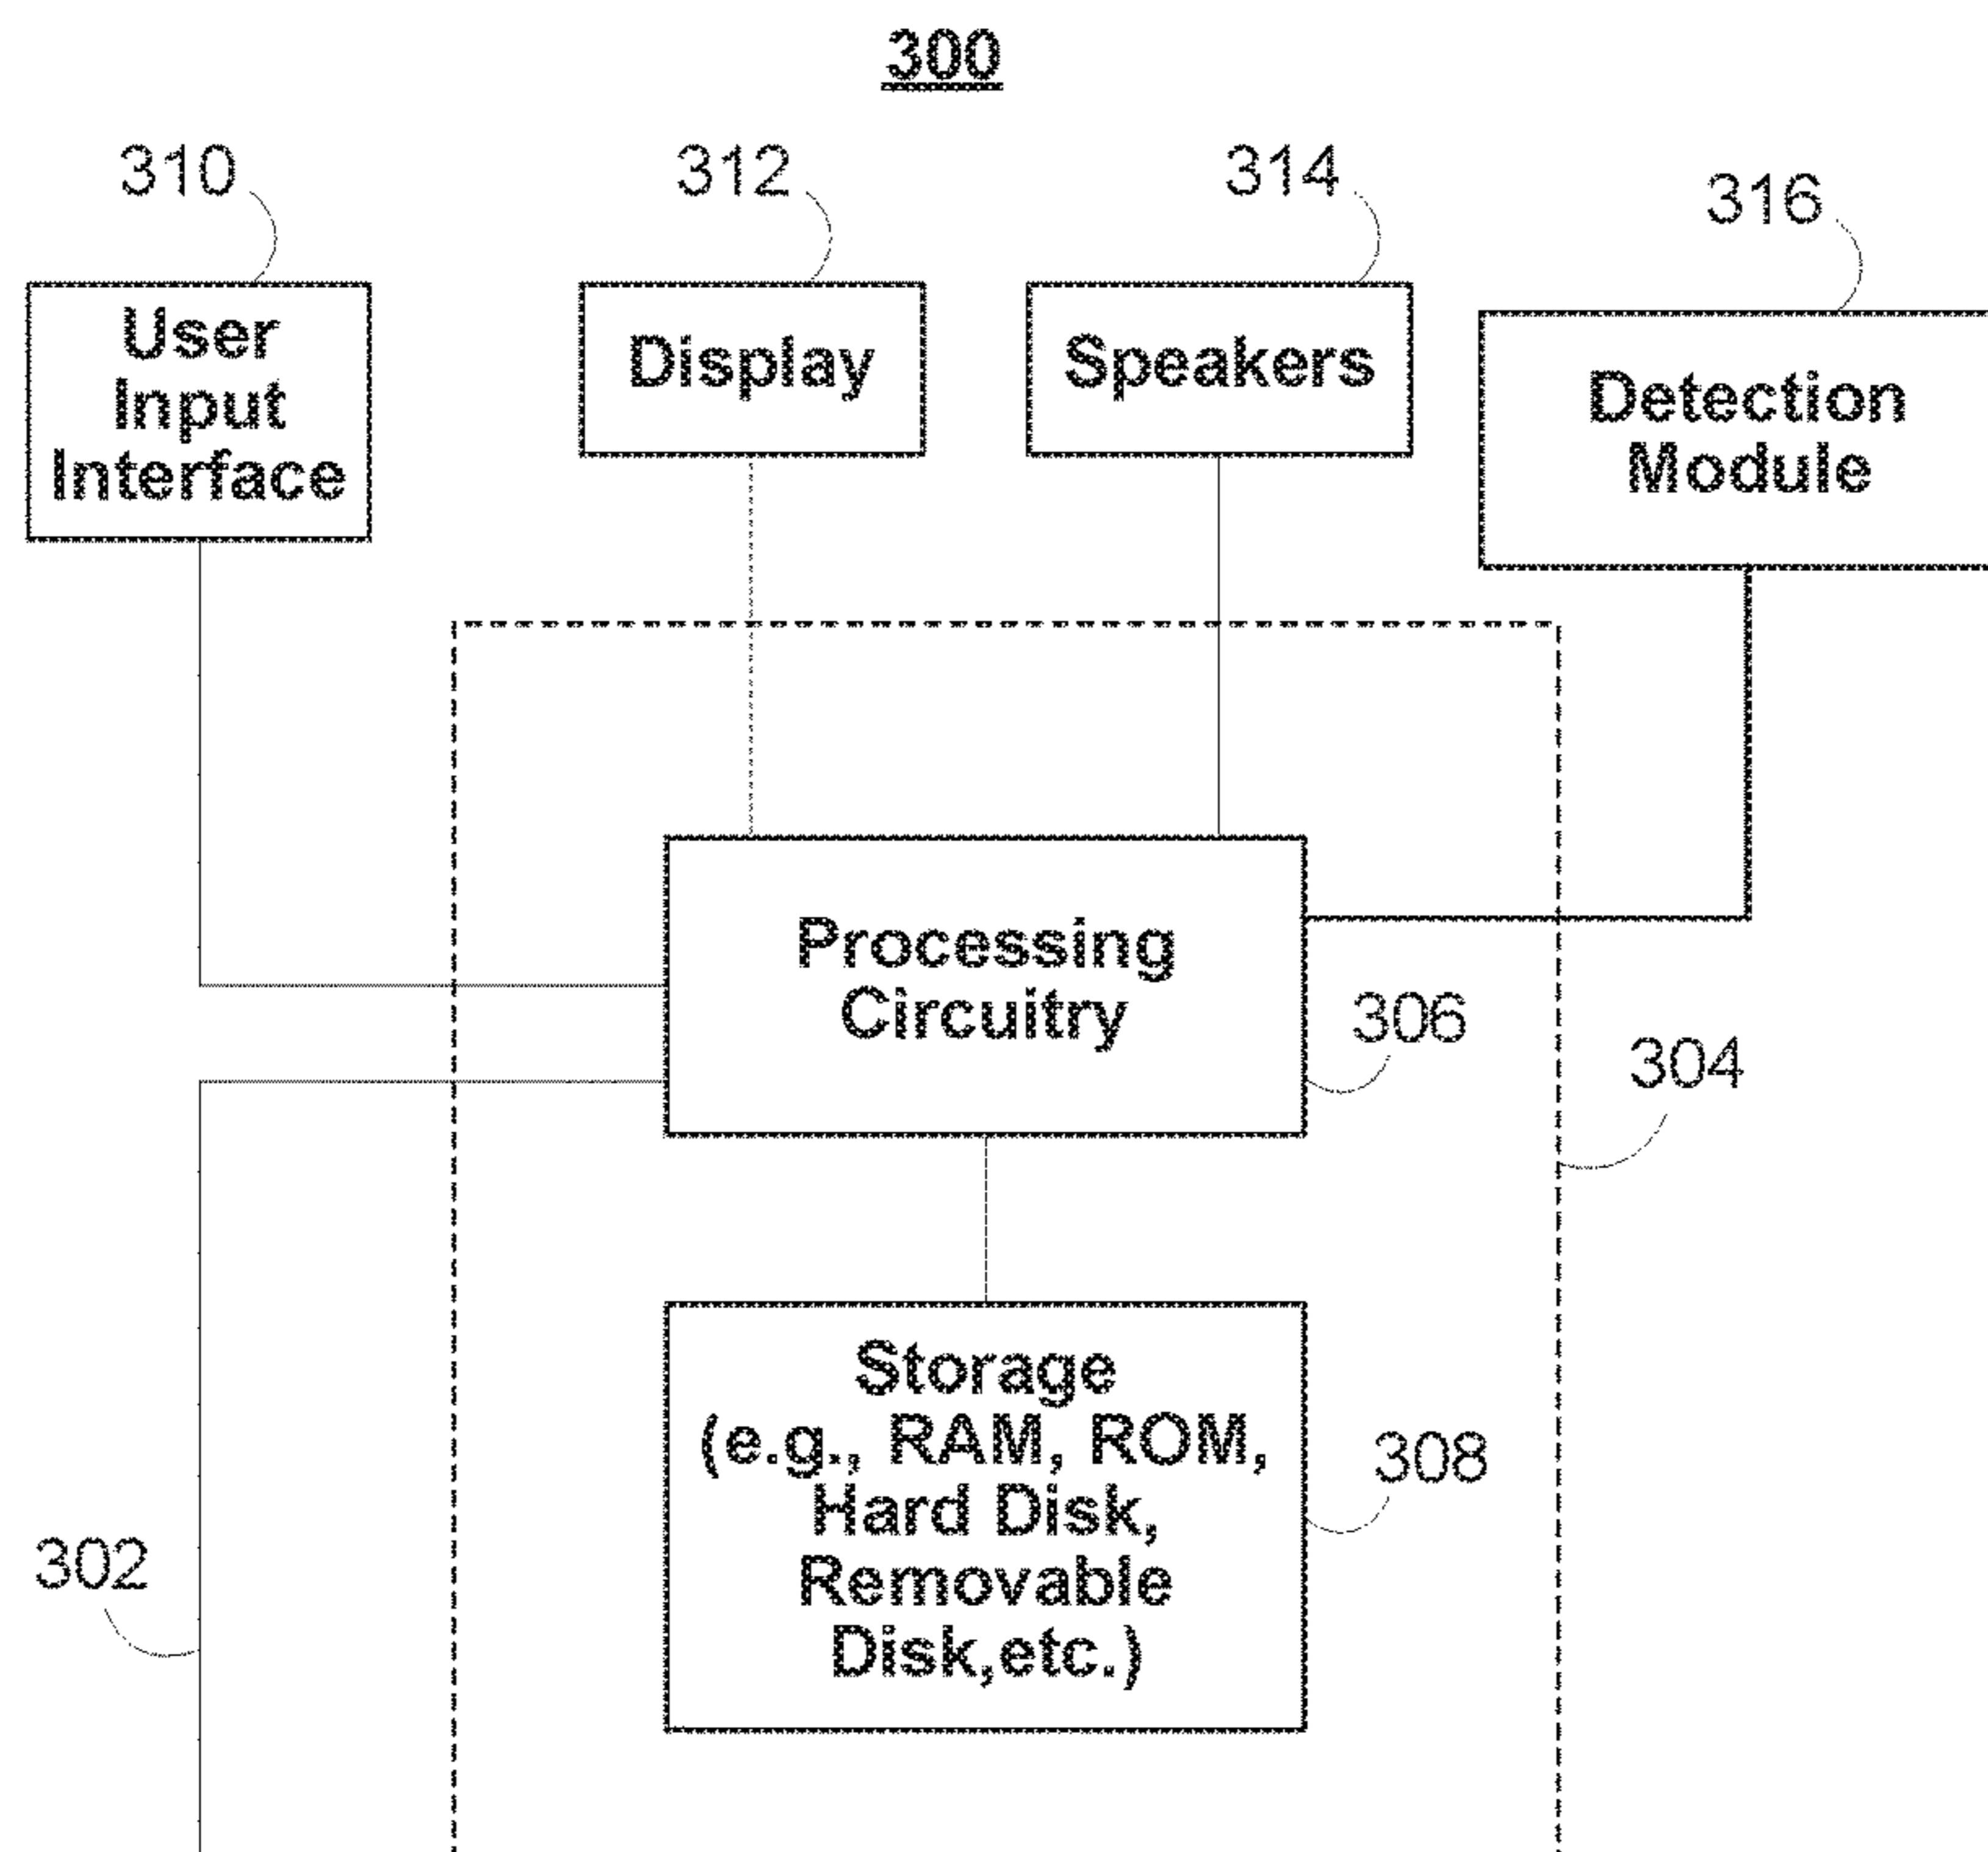 300
310
312
314
316
User
Input
Interface
Display
Speakers
Detection
Module
Processing
Circuitry
306
304
Storage
(e.g., RAM, ROM,
Hard Disk,
Removable
Disk,etc.)
308
302